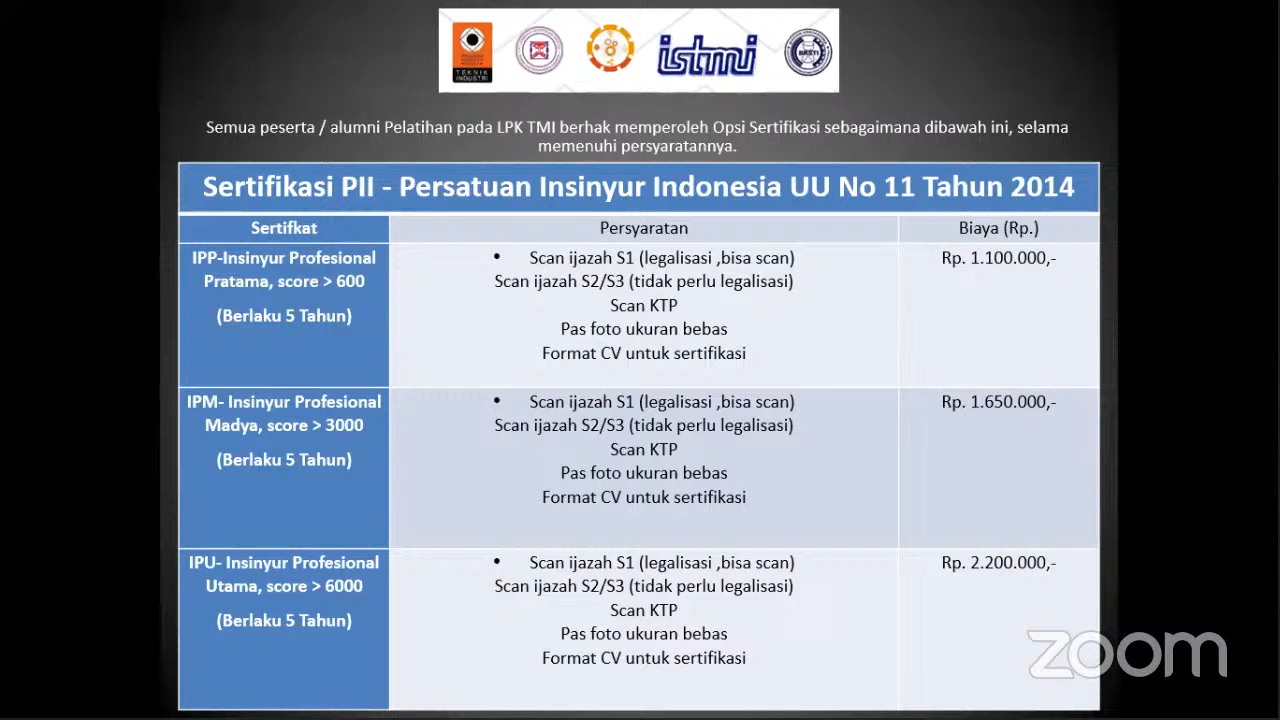 TEKNIK
INDUSTRI
istmi
BKSTI
Semua peserta / alumni Pelatihan pada LPK TMI berhak memperoleh Opsi Sertifikasi sebagaimana dibawah ini, selama
memenuhi persyaratannya.
Sertifikasi PII - Persatuan Insinyur Indonesia UU No 11 Tahun 2014
Sertifkat Persyaratan Biaya (Rp.)
IPP-Insinyur Profesional
Pratama, score > 600
(Berlaku 5 Tahun)
• Scan ijazah S1 (legalisasi ,bisa scan)
Scan ijazah S2/S3 (tidak perlu legalisasi)
Scan KTP
Pas foto ukuran bebas
Format CV untuk sertifikasi
Rp. 1.100.000,-
IPM- Insinyur Profesional
Madya, score > 3000
(Berlaku 5 Tahun)
• Scan ijazah S1 (legalisasi ,bisa scan)
Scan ijazah S2/S3 (tidak perlu legalisasi)
Scan KTP
Pas foto ukuran bebas
Format CV untuk sertifikasi
Rp. 1.650.000,-
IPU- Insinyur Profesional
Utama, score > 6000
(Berlaku 5 Tahun)
• Scan ijazah S1 (legalisasi ,bisa scan)
Scan ijazah S2/S3 (tidak perlu legalisasi)
Scan KTP
Pas foto ukuran bebas
Format CV untuk sertifikasi
Rp. 2.200.000,-
zoom